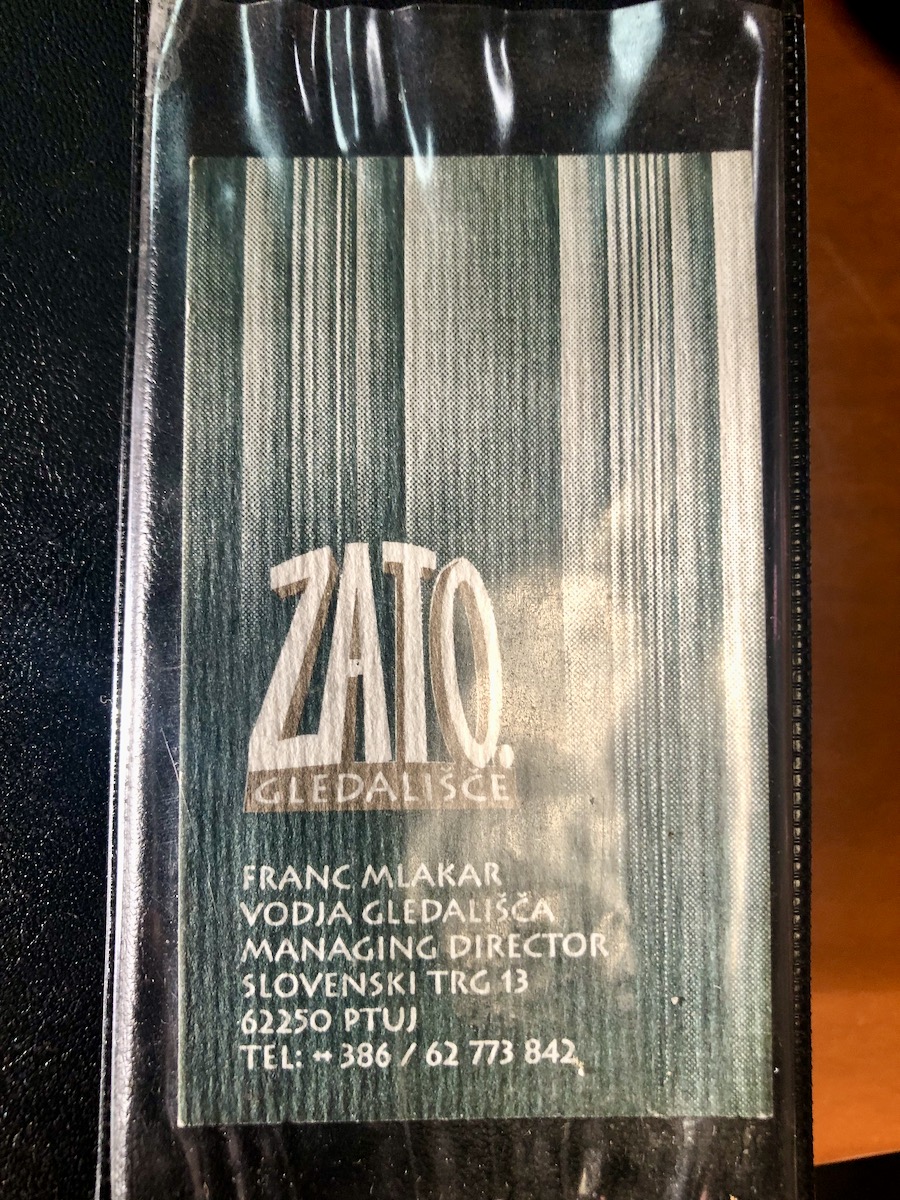 ZATO.
GLEDALIŠČE
FRANC MLAKAR
VODJA GLEDALIŠČA
MANAGING DIRECTOR
SLOVENSKI TRG 13
62250 PTUJ
TEL: ++ 386 / 62 773 842